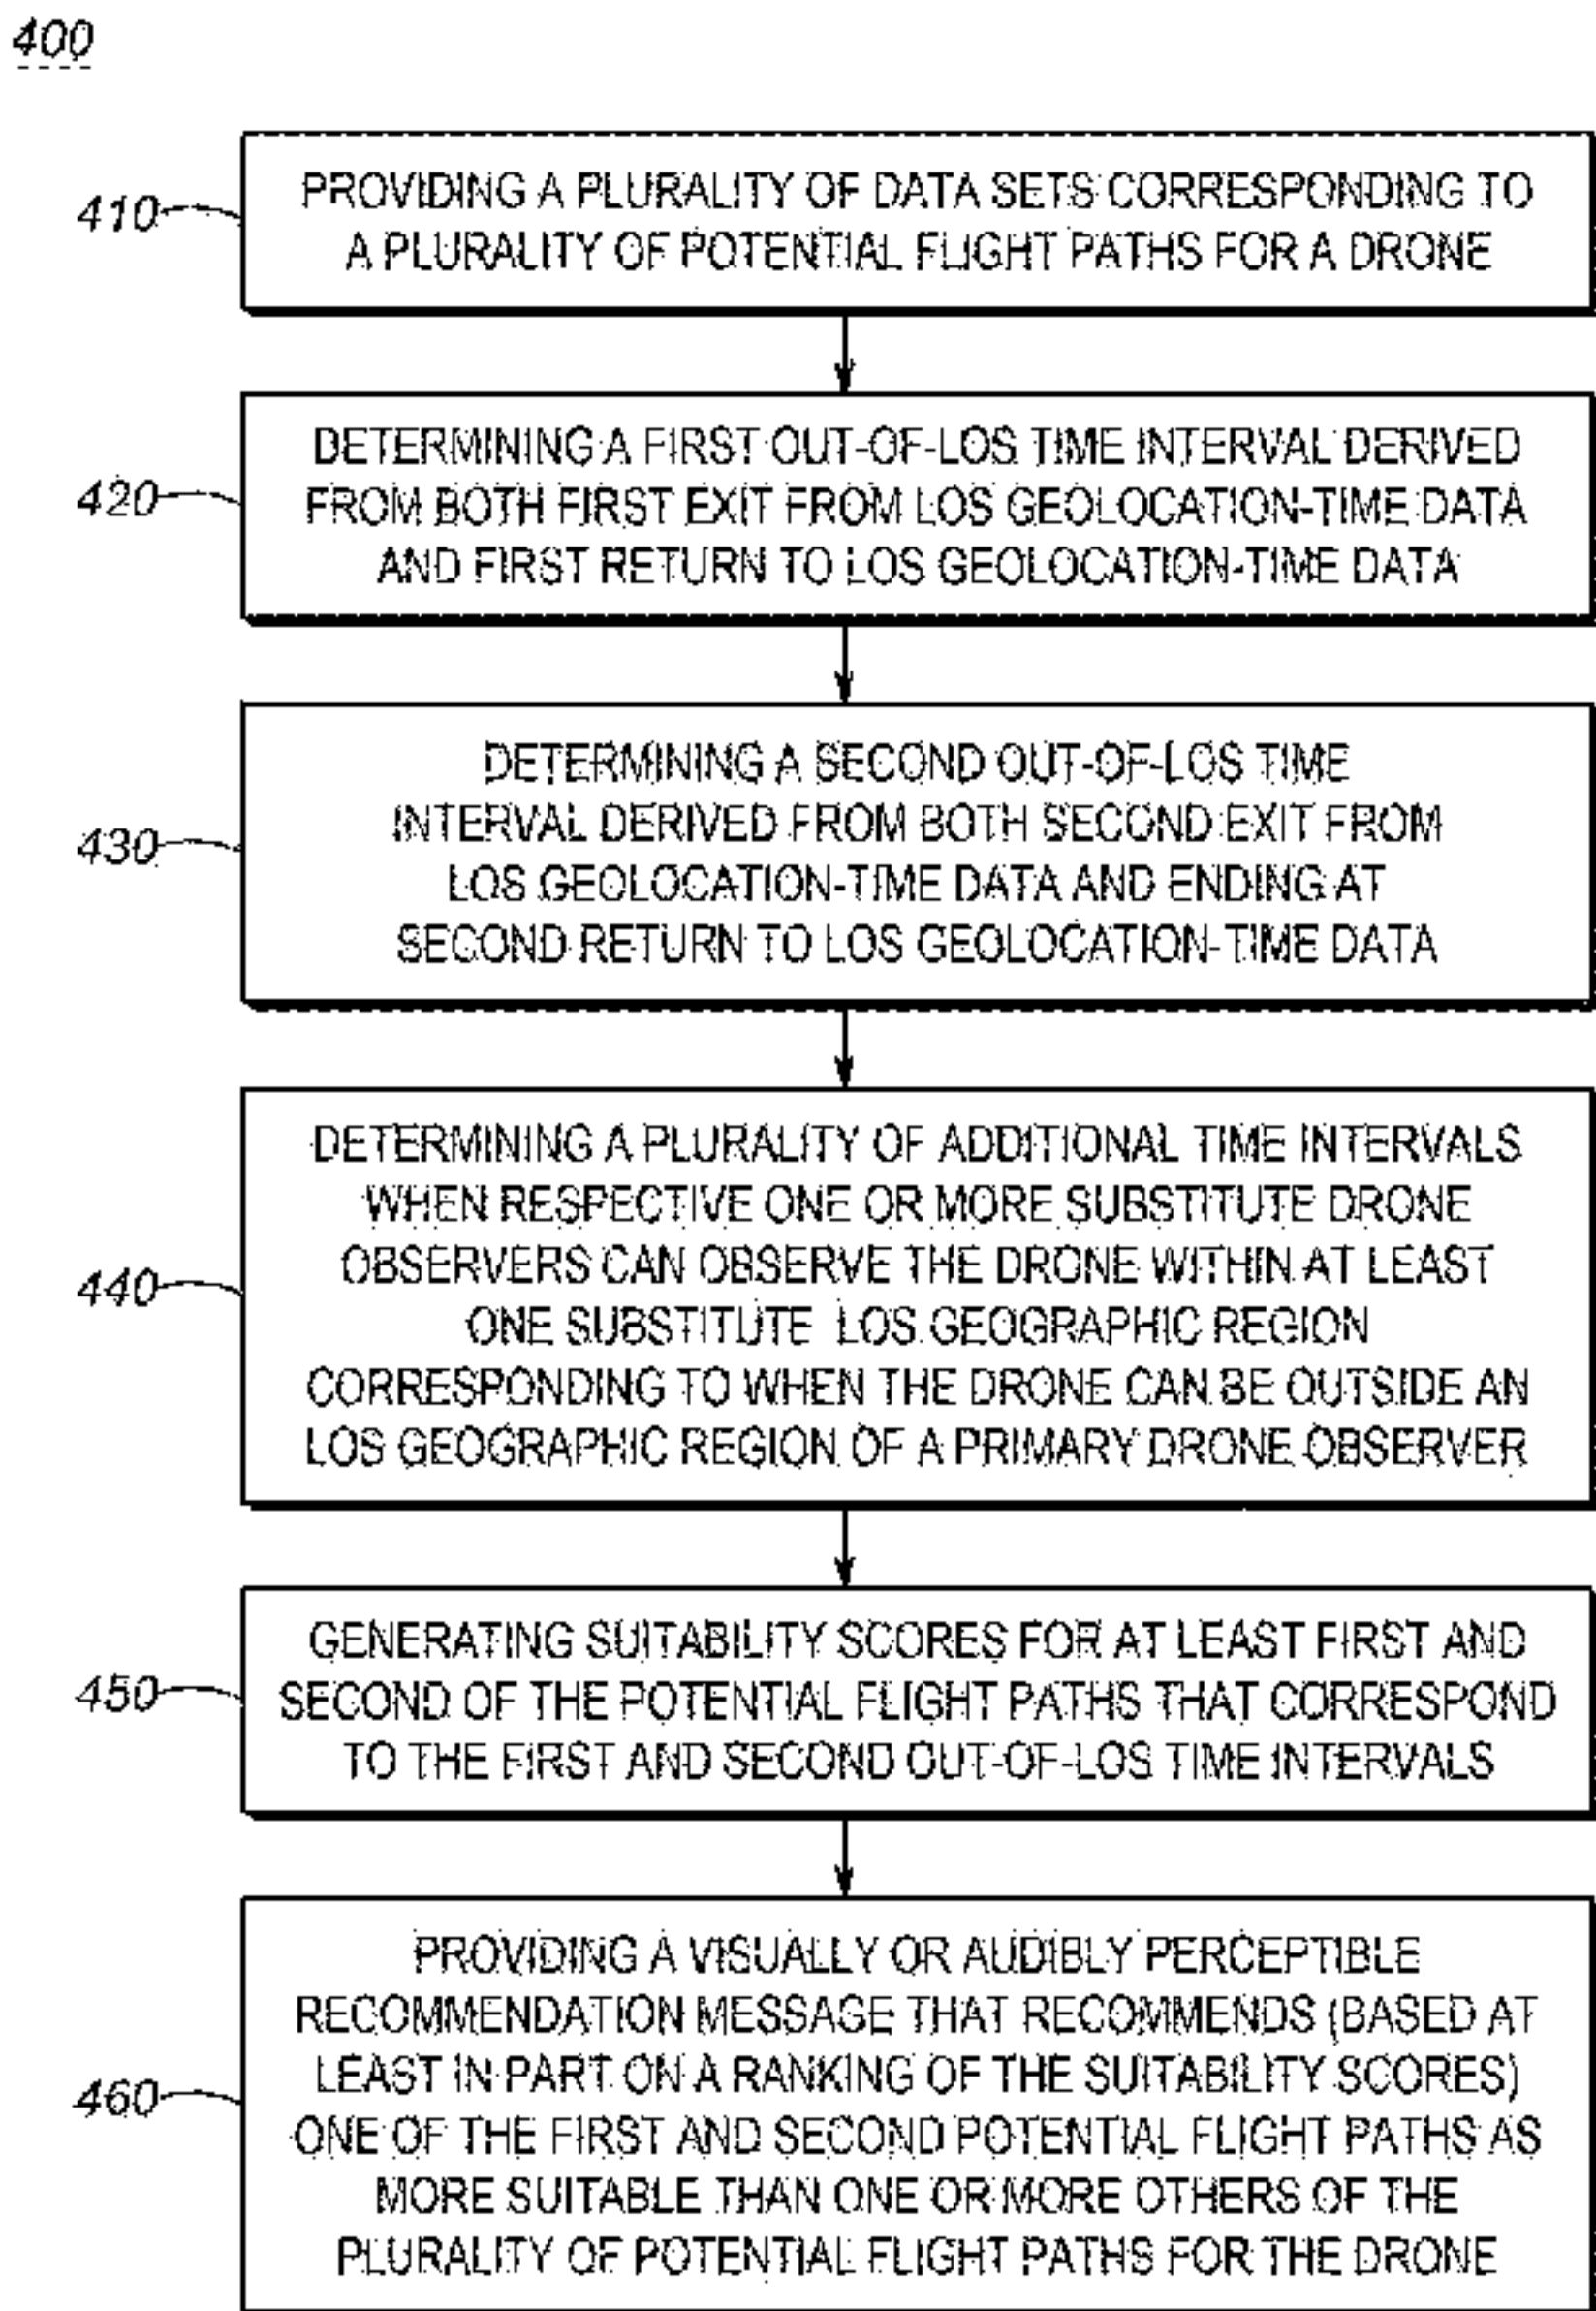 400
410
PROVIDING A PLURALITY OF DATA SETS CORRESPONDING TO
A PLURALITY OF POTENTIAL FLIGHT PATHS FOR A DRONE
420
DETERMINING A FIRST OUT-OF-LOS TIME INTERVAL DERIVED
FROM BOTH FIRST EXIT FROM LOS GEOLOCATION-TIME DATA
AND FIRST RETURN TO LOS GEOLOCATION-TIME DATA
430
DETERMINING A SECOND OUT-OF-LOS TIME
INTERVAL DERIVED FROM BOTH SECOND EXIT FROM
LOS GEOLOCATION-TIME DATA AND ENDING AT
SECOND RETURN TO LOS GEOLOCATION-TIME DATA
440
DETERMINING A PLURALITY OF ADDITIONAL TIME INTERVALS
WHEN RESPECTIVE ONE OR MORE SUBSTITUTE DRONE
OBSERVERS CAN OBSERVE THE DRONE WITHIN AT LEAST
ONE SUBSTITUTE LOS GEOGRAPHIC REGION
CORRESPONDING TO WHEN THE DRONE CAN BE OUTSIDE AN
LOS GEOGRAPHIC REGION OF A PRIMARY DRONE OBSERVER
450
GENERATING SUITABILITY SCORES FOR AT LEAST FIRST AND
SECOND OF THE POTENTIAL FLIGHT PATHS THAT CORRESPOND
TO THE FIRST AND SECOND OUT-OF-LOS TIME INTERVALS
460
PROVIDING A VISUALLY OR AUDIBLY PERCEPTIBLE
RECOMMENDATION MESSAGE THAT RECOMMENDS (BASED AT
LEAST IN PART ON A RANKING OF THE SUITABILITY SCORES)
ONE OF THE FIRST AND SECOND POTENTIAL FLIGHT PATHS AS
MORE SUITABLE THAN ONE OR MORE OTHERS OF THE
PLURALITY OF POTENTIAL FLIGHT PATHS FOR THE DRONE